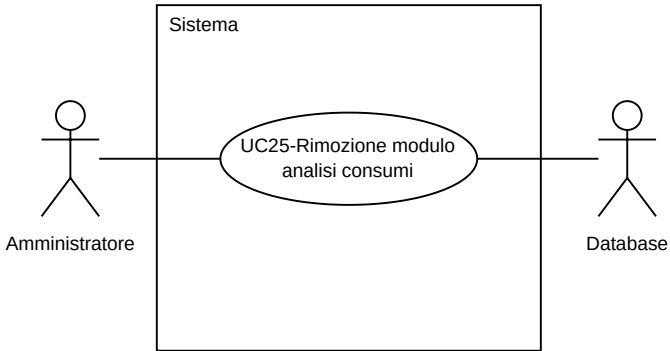 Sistema
UC25-Rimozione modulo
analisi consumi
Amministratore
Database